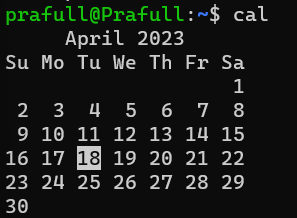 prafull@Prafull:~$ cal
April 2023
Su Mo Tu We Th Fr Sa
1
2 3 4 5 6 7 8
9 10 11 12 13 14 15
16 17 18 19 20 21 22
23 24 25 26 27 28 29
30